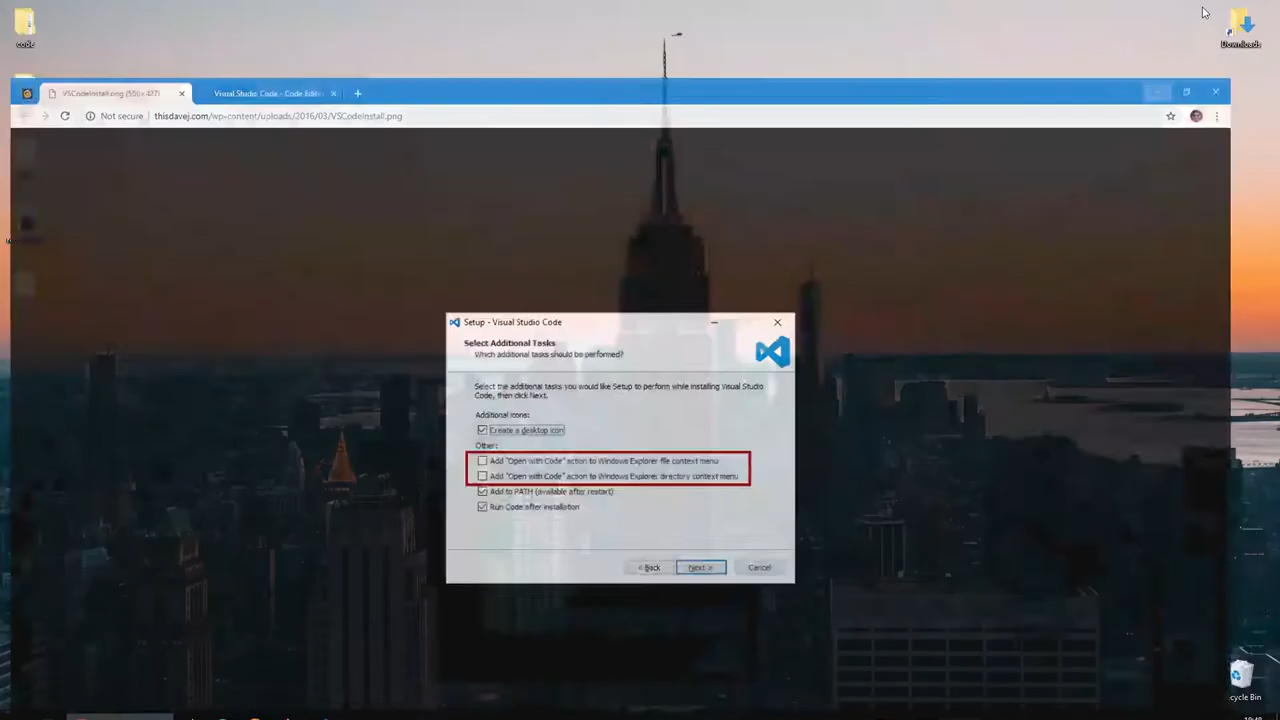 code
Downloads
VSCodeInstall.png (550×427)
Visual Studio Code - Code Edit
Not secure | thisdavej.com/wp-content/uploads/2016/03/VSCodeInstall.png
Setup - Visual Studio Code
Select Additional Tasks
Which additional tasks should be performed?
Select the additional tasks you would like Setup to perform while installing Visual Studio
Code, then click Next.
Additional icons:
Create a desktop icon
Other:
Add "Open with Code" action to Windows Explorer file context menu
Add "Open with Code" action to Windows Explorer directory context menu
Add to PATH (available after restart)
Run Code after installation
< Back
Next >
Cancel
cycle Bin